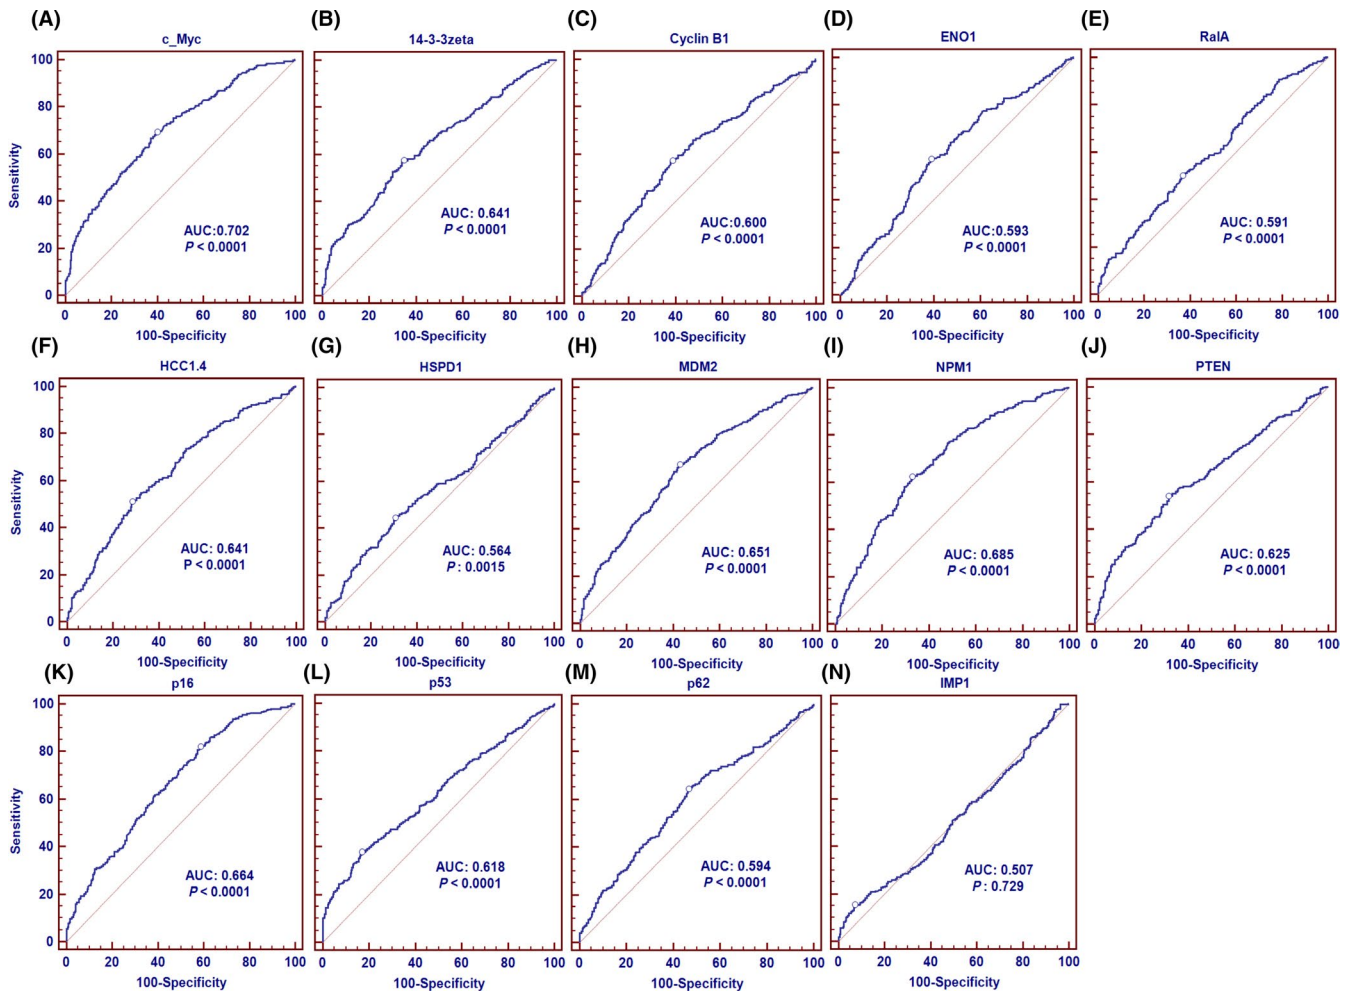 (A)
c_Myc
100
80
60
40
20
0
Sensitivity
AUC:0.702
P < 0.0001
0 20 40 60 80 100
100-Specificity
(B)
14-3-3zeta
AUC: 0.641
P < 0.0001
0 20 40 60 80 100
100-Specificity
(C)
Cyclin B1
AUC: 0.600
P < 0.0001
0 20 40 60 80 100
100-Specificity
(D)
ENO1
AUC:0.593
P < 0.0001
0 20 40 60 80 100
100-Specificity
(E)
RalA
AUC: 0.591
P < 0.0001
0 20 40 60 80 100
100-Specificity
(F)
HCC1.4
100
80
60
40
20
0
Sensitivity
AUC: 0.641
P < 0.0001
0 20 40 60 80 100
100-Specificity
(G)
HSPD1
AUC: 0.564
P : 0.0015
0 20 40 60 80 100
100-Specificity
(H)
MDM2
AUC: 0.651
P < 0.0001
0 20 40 60 80 100
100-Specificity
(I)
NPM1
AUC: 0.685
P < 0.0001
0 20 40 60 80 100
100-Specificity
(J)
PTEN
AUC: 0.625
P < 0.0001
0 20 40 60 80 100
100-Specificity
(K)
p16
100
80
60
40
20
0
Sensitivity
AUC: 0.664
P < 0.0001
0 20 40 60 80 100
100-Specificity
(L)
p53
AUC: 0.618
P < 0.0001
0 20 40 60 80 100
100-Specificity
(M)
p62
AUC: 0.594
P < 0.0001
0 20 40 60 80 100
100-Specificity
(N)
IMP1
AUC: 0.507
P : 0.729
0 20 40 60 80 100
100-Specificity